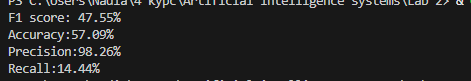 PS C:\Users\Nadia\4 курс\Artificial intelligence systems\Lab 2> &
F1 score: 47.55%
Accuracy:57.09%
Precision:98.26%
Recall:14.44%